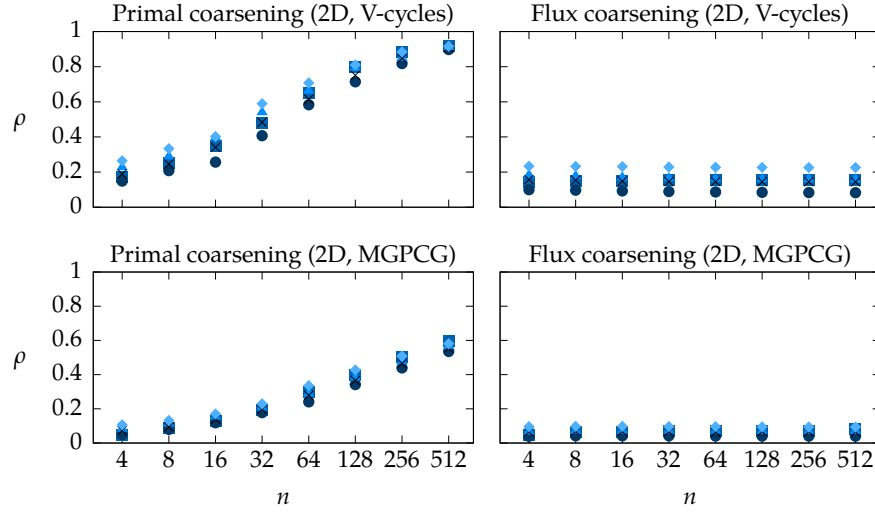 Primal coarsening (2D, V-cycles)
Flux coarsening (2D, V-cycles)
1
0.8
0.6
0.4
0.2
0
ρ
Primal coarsening (2D, MGPCG)
Flux coarsening (2D, MGPCG)
1
0.8
0.6
0.4
0.2
0
ρ
4 8 16 32 64 128 256 512
4 8 16 32 64 128 256 512
n
n